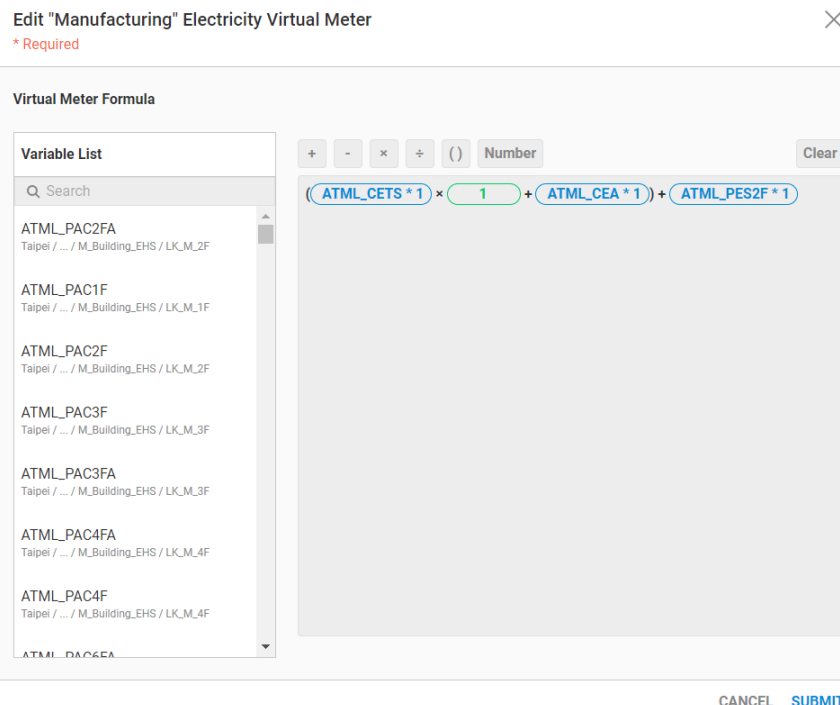 Edit "Manufacturing" Electricity Virtual Meter
* Required
Virtual Meter Formula
Variable List
Search
ATML_PAC2FA
Taipei / ... / M_Building_EHS / LK_M_2F
ATML_PAC1F
Taipei / ... / M_Building_EHS / LK_M_1F
ATML_PAC2F
Taipei / ... / M_Building_EHS / LK_M_2F
ATML_PAC3F
Taipei / ... / M_Building_EHS / LK_M_3F
ATML_PAC3FA
Taipei / ... / M_Building_EHS / LK_M_3F
ATML_PAC4FA
Taipei / ... / M_Building_EHS / LK_M_4F
ATML_PAC4F
Taipei / ... / M_Building_EHS / LK_M_4F
ATML_PAC6FA
+ - × ÷ ( ) Number Clear
( ATML_CETS * 1 × 1 + ATML_CEA * 1 ) + ATML_PES2F * 1
CANCEL SUBMIT